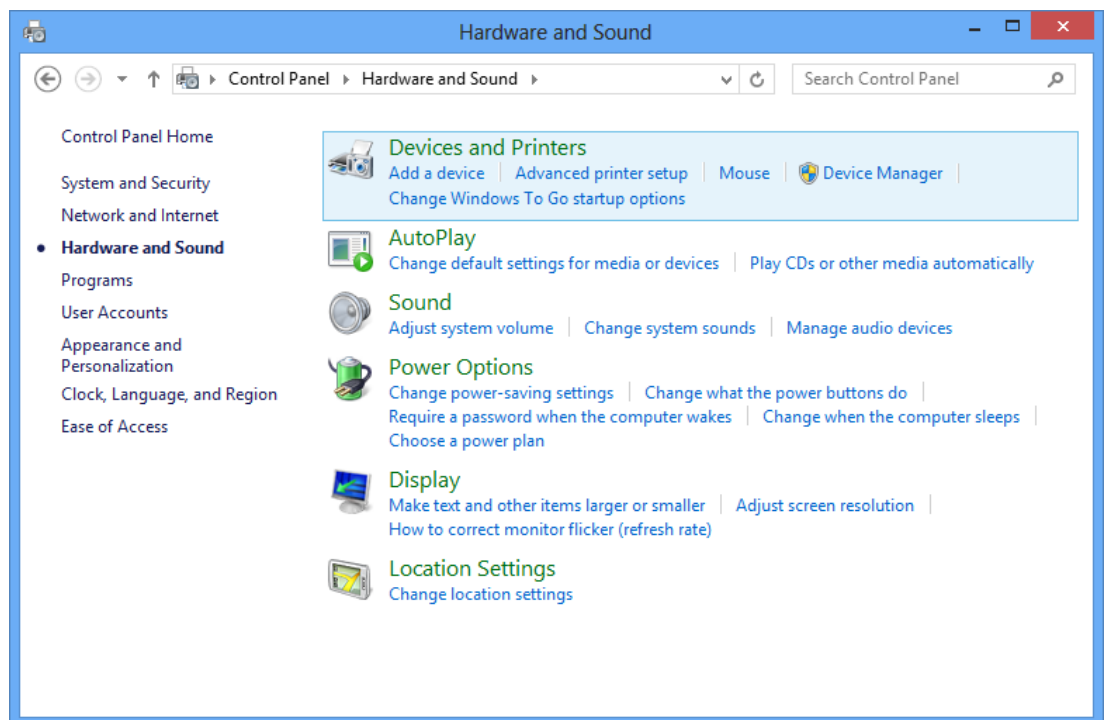 Hardware and Sound
Control Panel Hardware and Sound
Search Control Panel
Control Panel Home
System and Security
Network and Internet
Hardware and Sound
Programs
User Accounts
Appearance and
Personalization
Clock, Language, and Region
Ease of Access
Devices and Printers
Add a device Advanced printer setup Mouse Device Manager
Change Windows To Go startup options
AutoPlay
Change default settings for media or devices Play CDs or other media automatically
Sound
Adjust system volume Change system sounds Manage audio devices
Power Options
Change power-saving settings Change what the power buttons do
Require a password when the computer wakes Change when the computer sleeps
Choose a power plan
Display
Make text and other items larger or smaller Adjust screen resolution
How to correct monitor flicker (refresh rate)
Location Settings
Change location settings